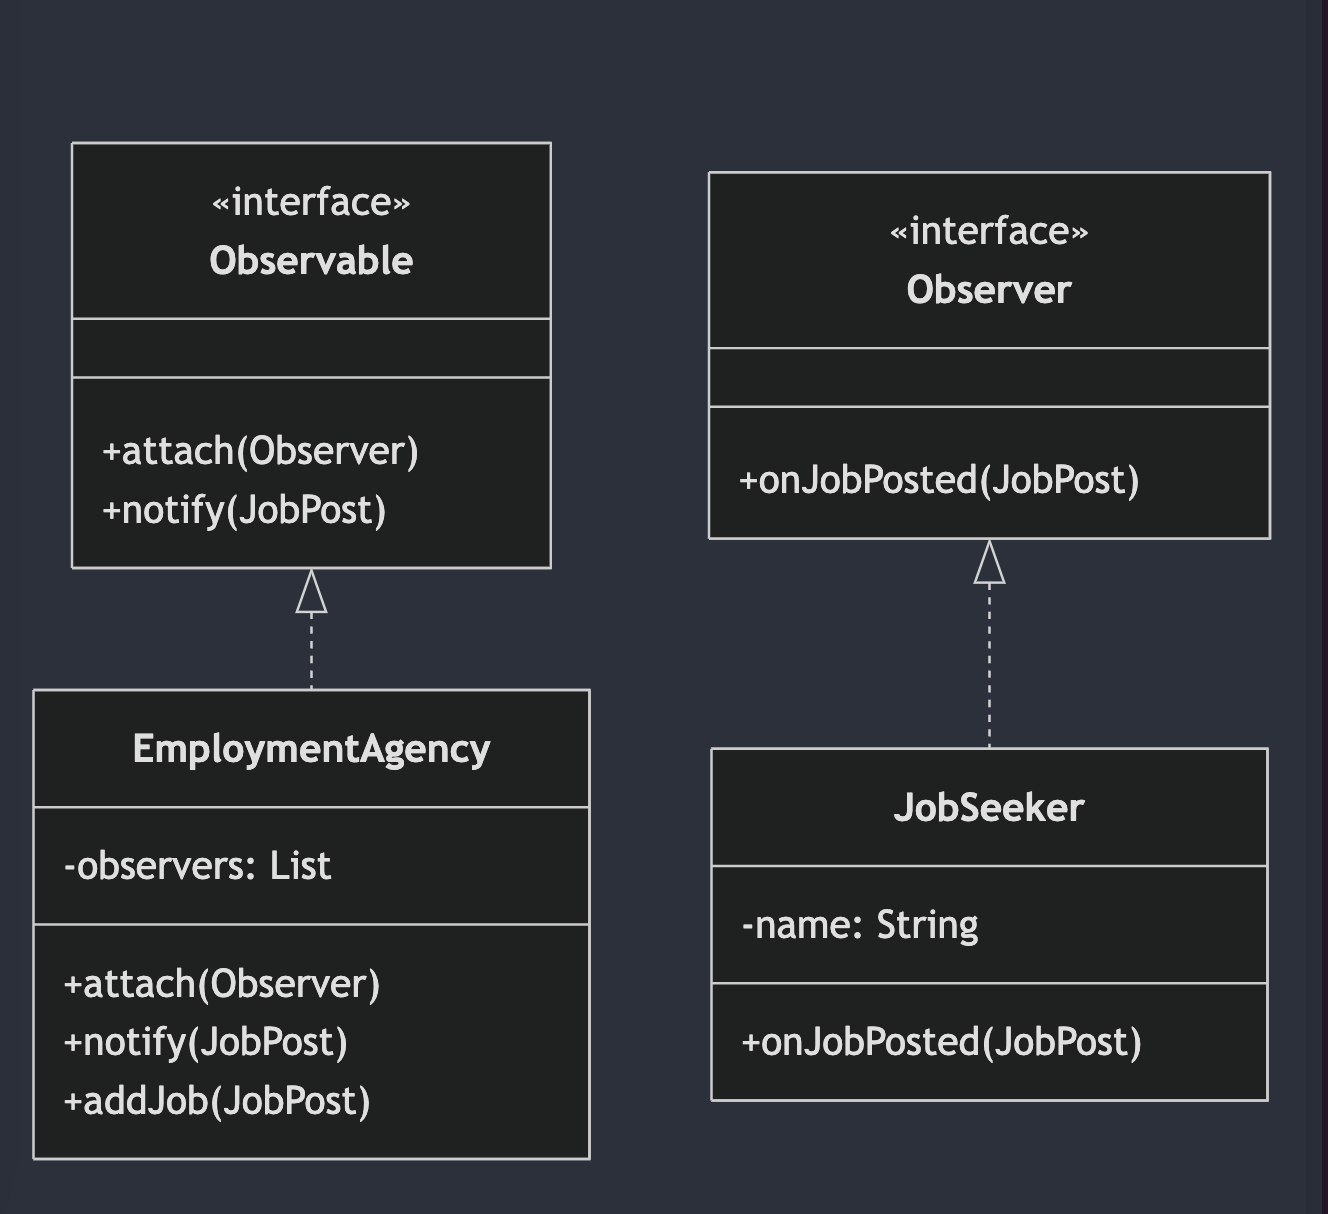 «interface»
Observable
+attach(Observer)
+notify(JobPost)
«interface»
Observer
+onJobPosted(JobPost)
EmploymentAgency
-observers: List
+attach(Observer)
+notify(JobPost)
+addJob(JobPost)
JobSeeker
-name: String
+onJobPosted(JobPost)